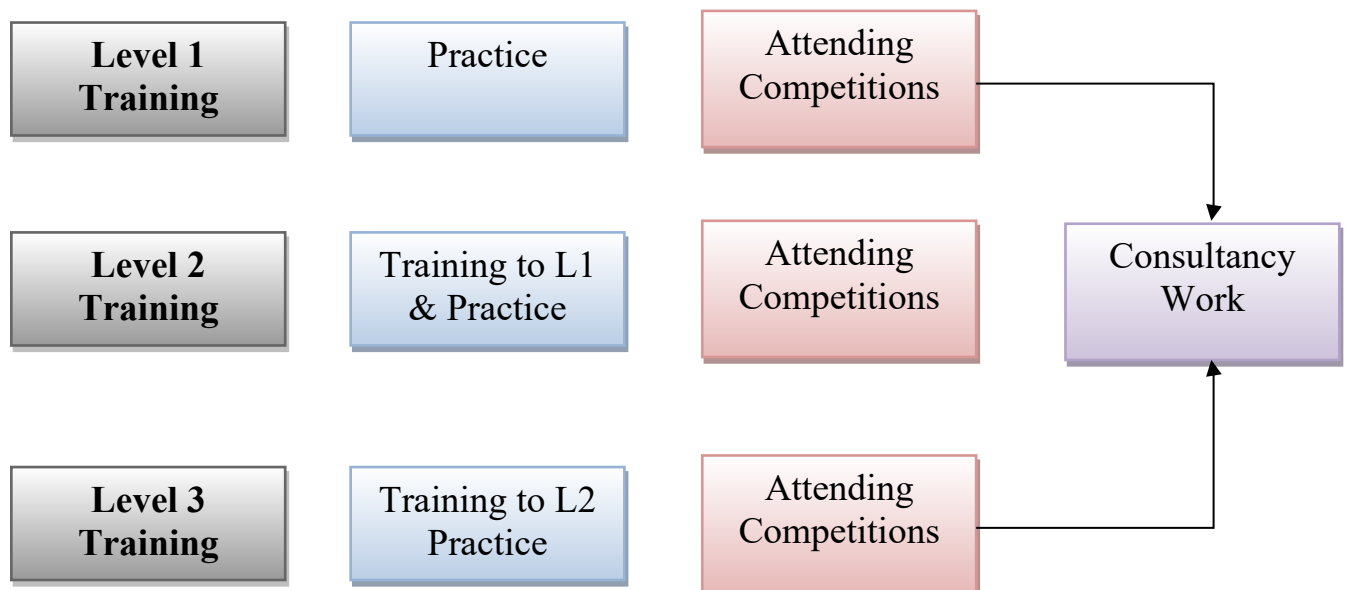 Level 1
Training
Practice
Attending
Competitions
Level 2
Training
Training to L1
& Practice
Attending
Competitions
Consultancy
Work
Level 3
Training
Training to L2
Practice
Attending
Competitions